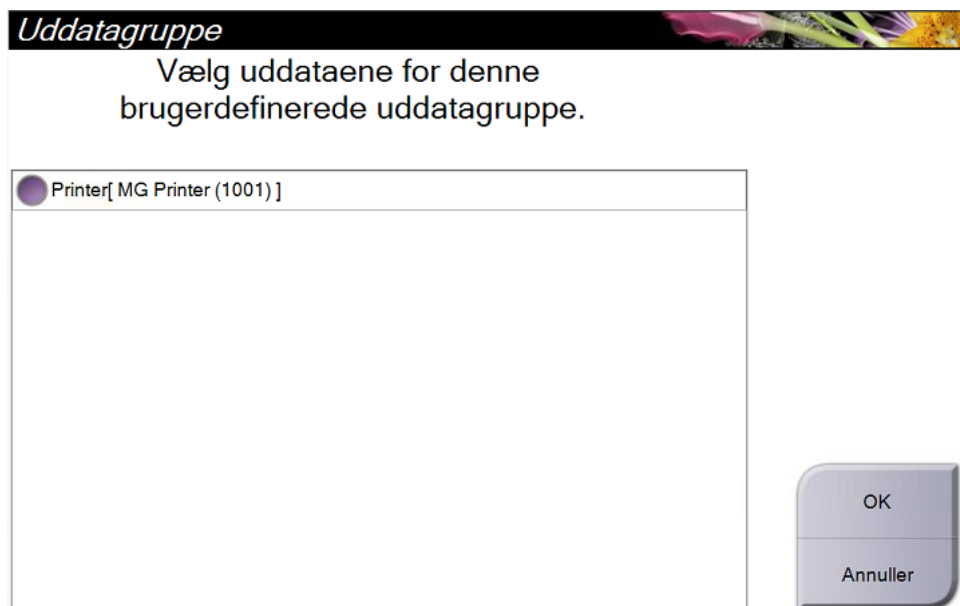 Uddatagruppe
Vælg uddataene for denne
brugerdefinerede uddatagruppe.
Printer[ MG Printer (1001) ]
OK
Annuller